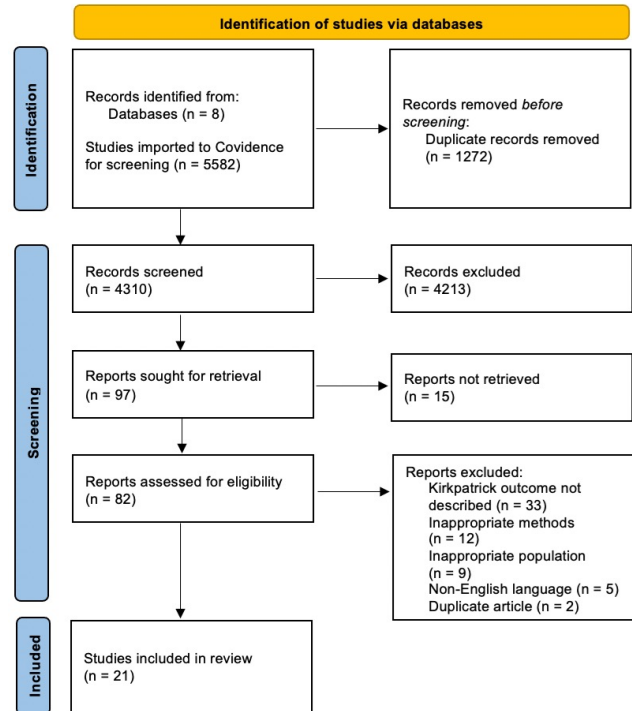 Identification of studies via databases
Identification
Records identified from:
Databases (n = 8)
Studies imported to Covidence
for screening (n = 5582)
Records removed before
screening:
Duplicate records removed
(n = 1272)
Screening
Records screened
(n = 4310)
Records excluded
(n = 4213)
Reports sought for retrieval
(n = 97)
Reports not retrieved
(n = 15)
Reports assessed for eligibility
(n = 82)
Reports excluded:
Kirkpatrick outcome not
described (n = 33)
Inappropriate methods
(n = 12)
Inappropriate population
(n = 9)
Non-English language (n = 5)
Duplicate article (n = 2)
Included
Studies included in review
(n = 21)